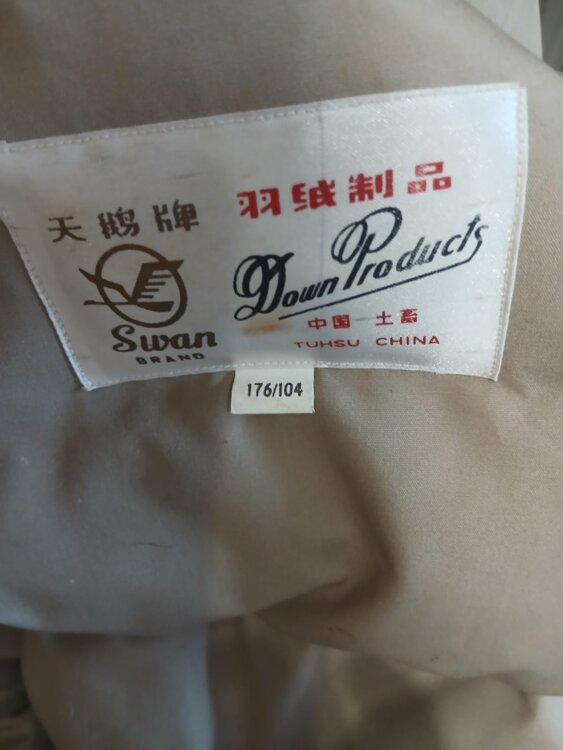 天鹅牌
Swan
BRAND
羽绒制品
Down Products
中国 土畜
TUHSU CHINA
176/104